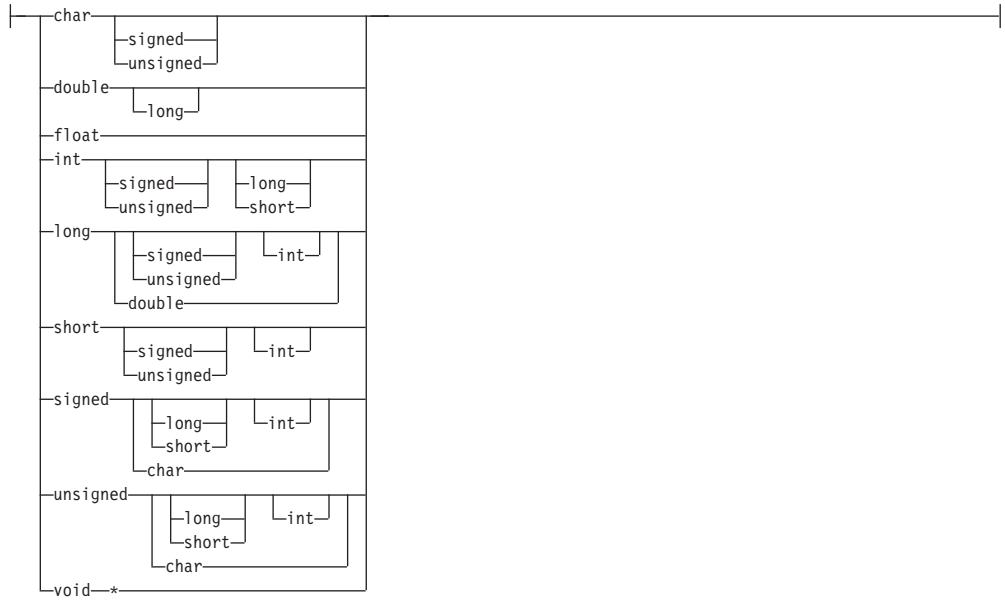 char
signed
unsigned
double
long
float
int
signed long
unsigned short
long
signed int
unsigned
double
short
signed int
unsigned
signed
long int
short
char
unsigned
long int
short
char
void *